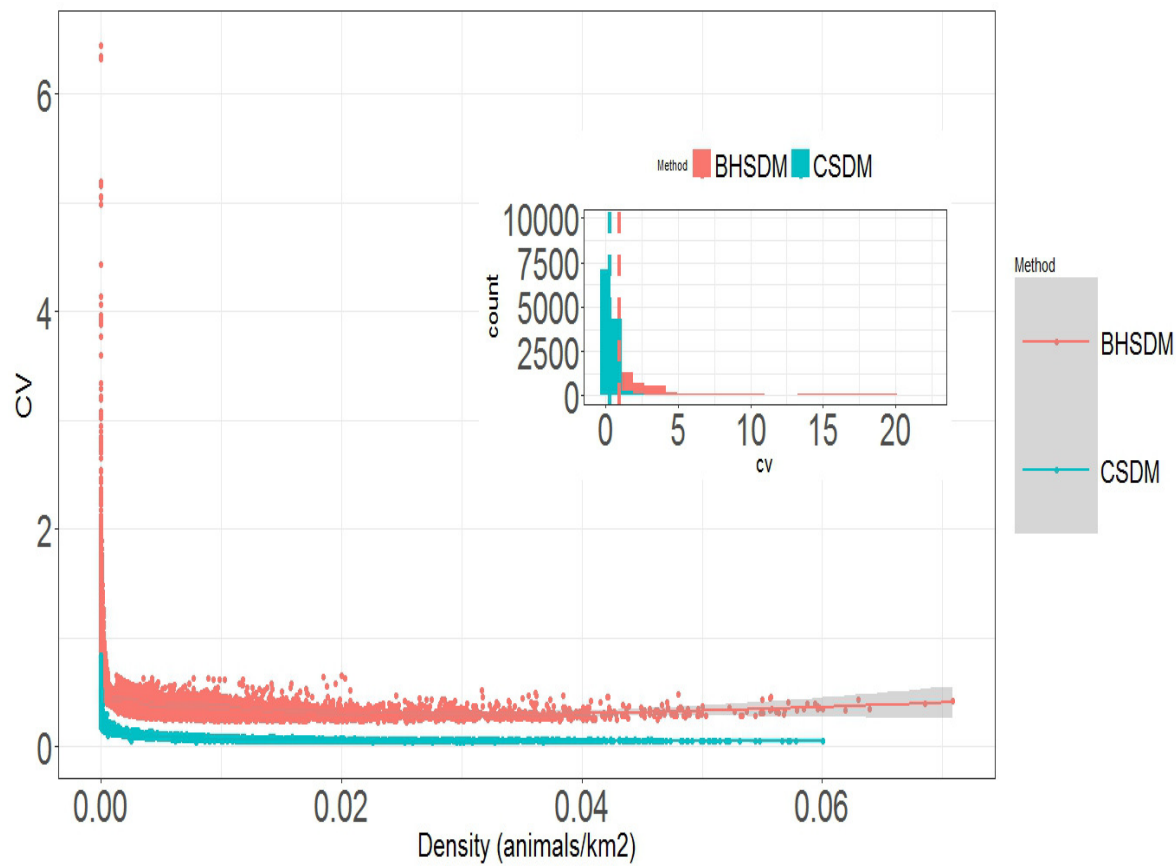 6
4
2
0
CV
0.00 0.02 0.04 0.06
Density (animals/km2)
Method BHSDM CSDM
10000
7500
5000
2500
0
count
0 5 10 15 20
cv
Method
BHSDM
CSDM